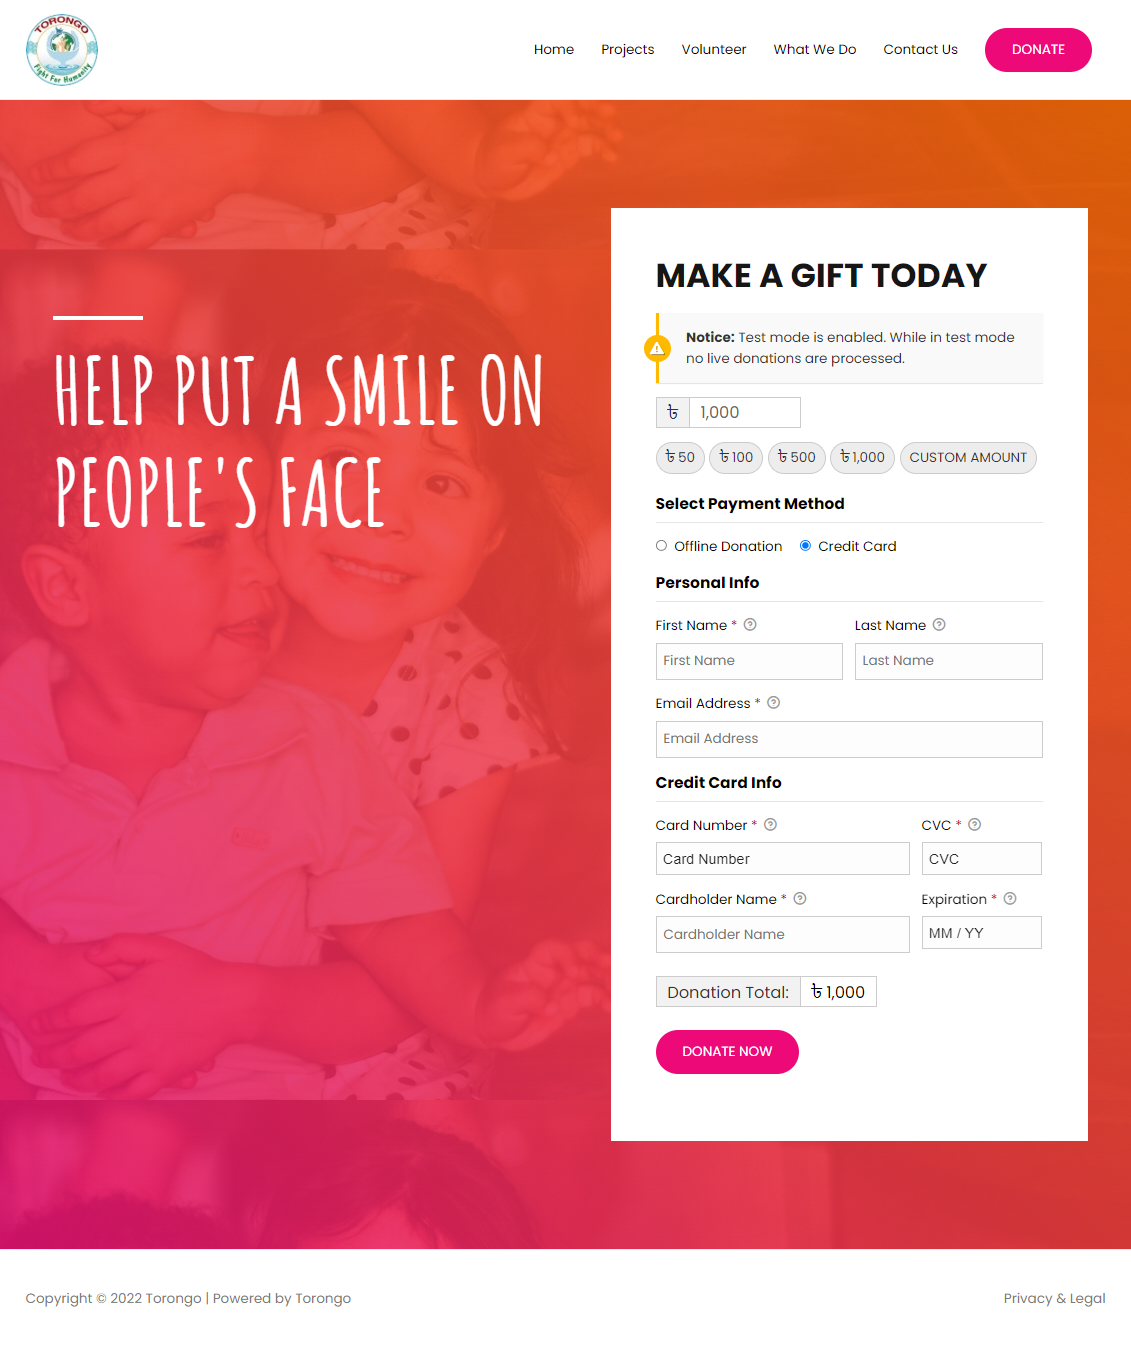 TORONGO
Fight For Humanity
Home
Projects
Volunteer
What We Do
Contact Us
DONATE
HELP PUT A SMILE ON
PEOPLE'S FACE
MAKE A GIFT TODAY
Notice: Test mode is enabled. While in test mode
no live donations are processed.
৳ 1,000
৳ 50
৳ 100
৳ 500
৳ 1,000
CUSTOM AMOUNT
Select Payment Method
Offline Donation
Credit Card
Personal Info
First Name *
Last Name
First Name
Last Name
Email Address *
Email Address
Credit Card Info
Card Number *
CVC *
Card Number
CVC
Cardholder Name *
Expiration *
Cardholder Name
MM / YY
Donation Total: ৳ 1,000
DONATE NOW
Copyright © 2022 Torongo | Powered by Torongo
Privacy & Legal